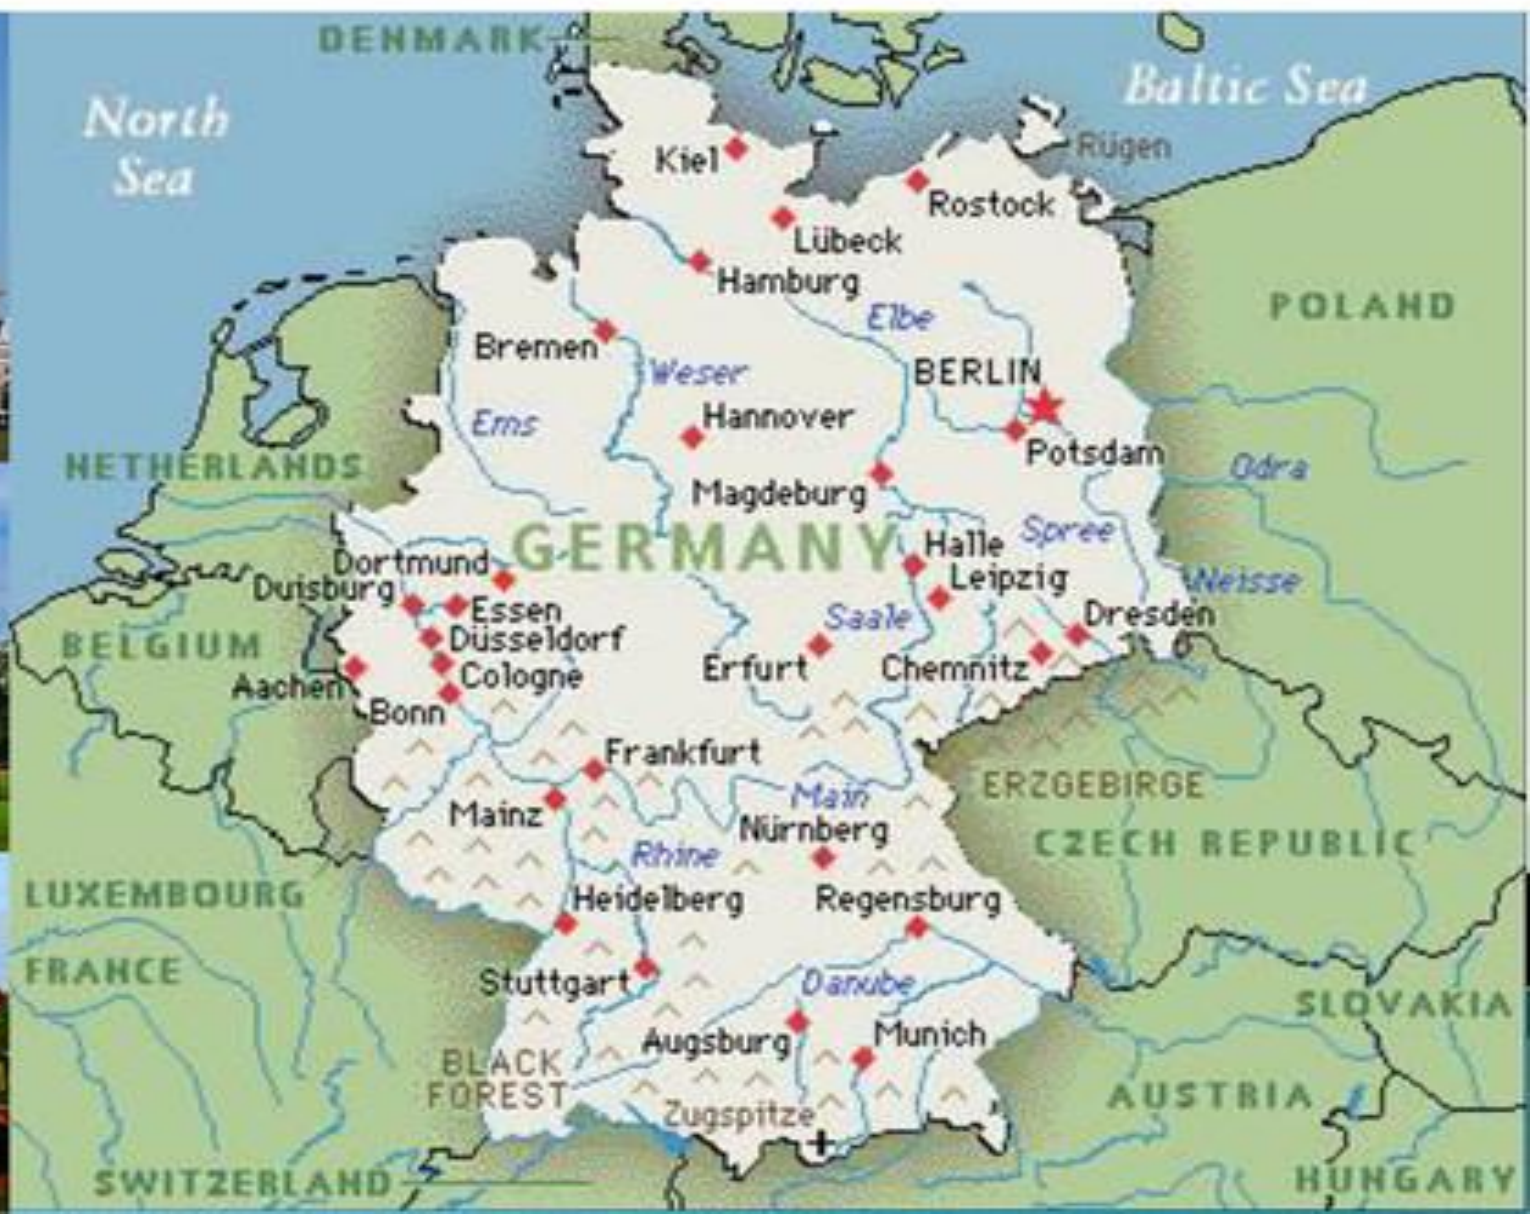 DENMARK
North
Sea
Baltic Sea
Kiel
Rügen
Rostock
Lübeck
Hamburg
Elbe
POLAND
Bremen
Weser
BERLIN
Ems
Hannover
Potsdam
NETHERLANDS
Odra
Magdeburg
GERMANY
Spree
Halle
Dortmund
Leipzig
Duisburg
Neisse
Essen
Saale
Dresden
BELGIUM
Düsseldorf
Erfurt
Chemnitz
Cologne
Aachen
Bonn
Frankfurt
ERZGEBIRGE
Main
Mainz
Nürnberg
CZECH REPUBLIC
Rhine
LUXEMBOURG
Heidelberg
Regensburg
FRANCE
Stuttgart
Danube
SLOVAKIA
Augsburg
Munich
BLACK
FOREST
AUSTRIA
Zugspitze
SWITZERLAND
HUNGARY